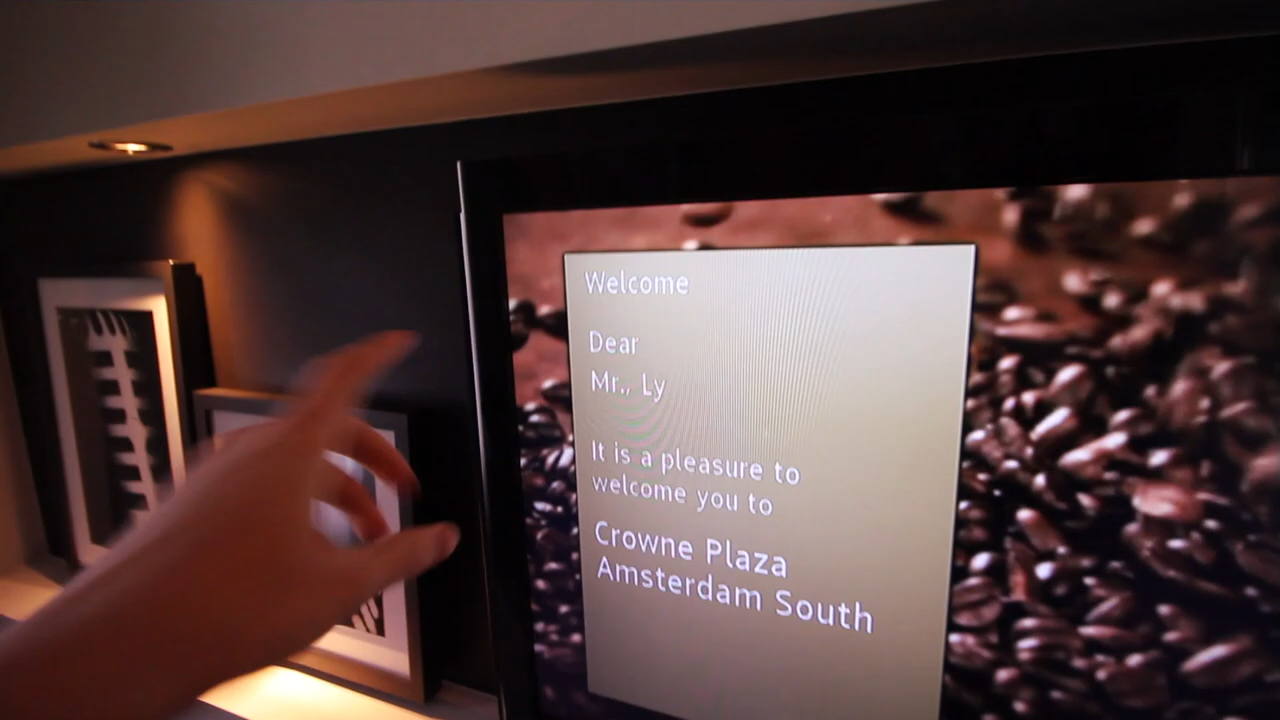 Welcome
Dear
Mr., Ly
It is a pleasure to
welcome you to
Crowne Plaza
Amsterdam South